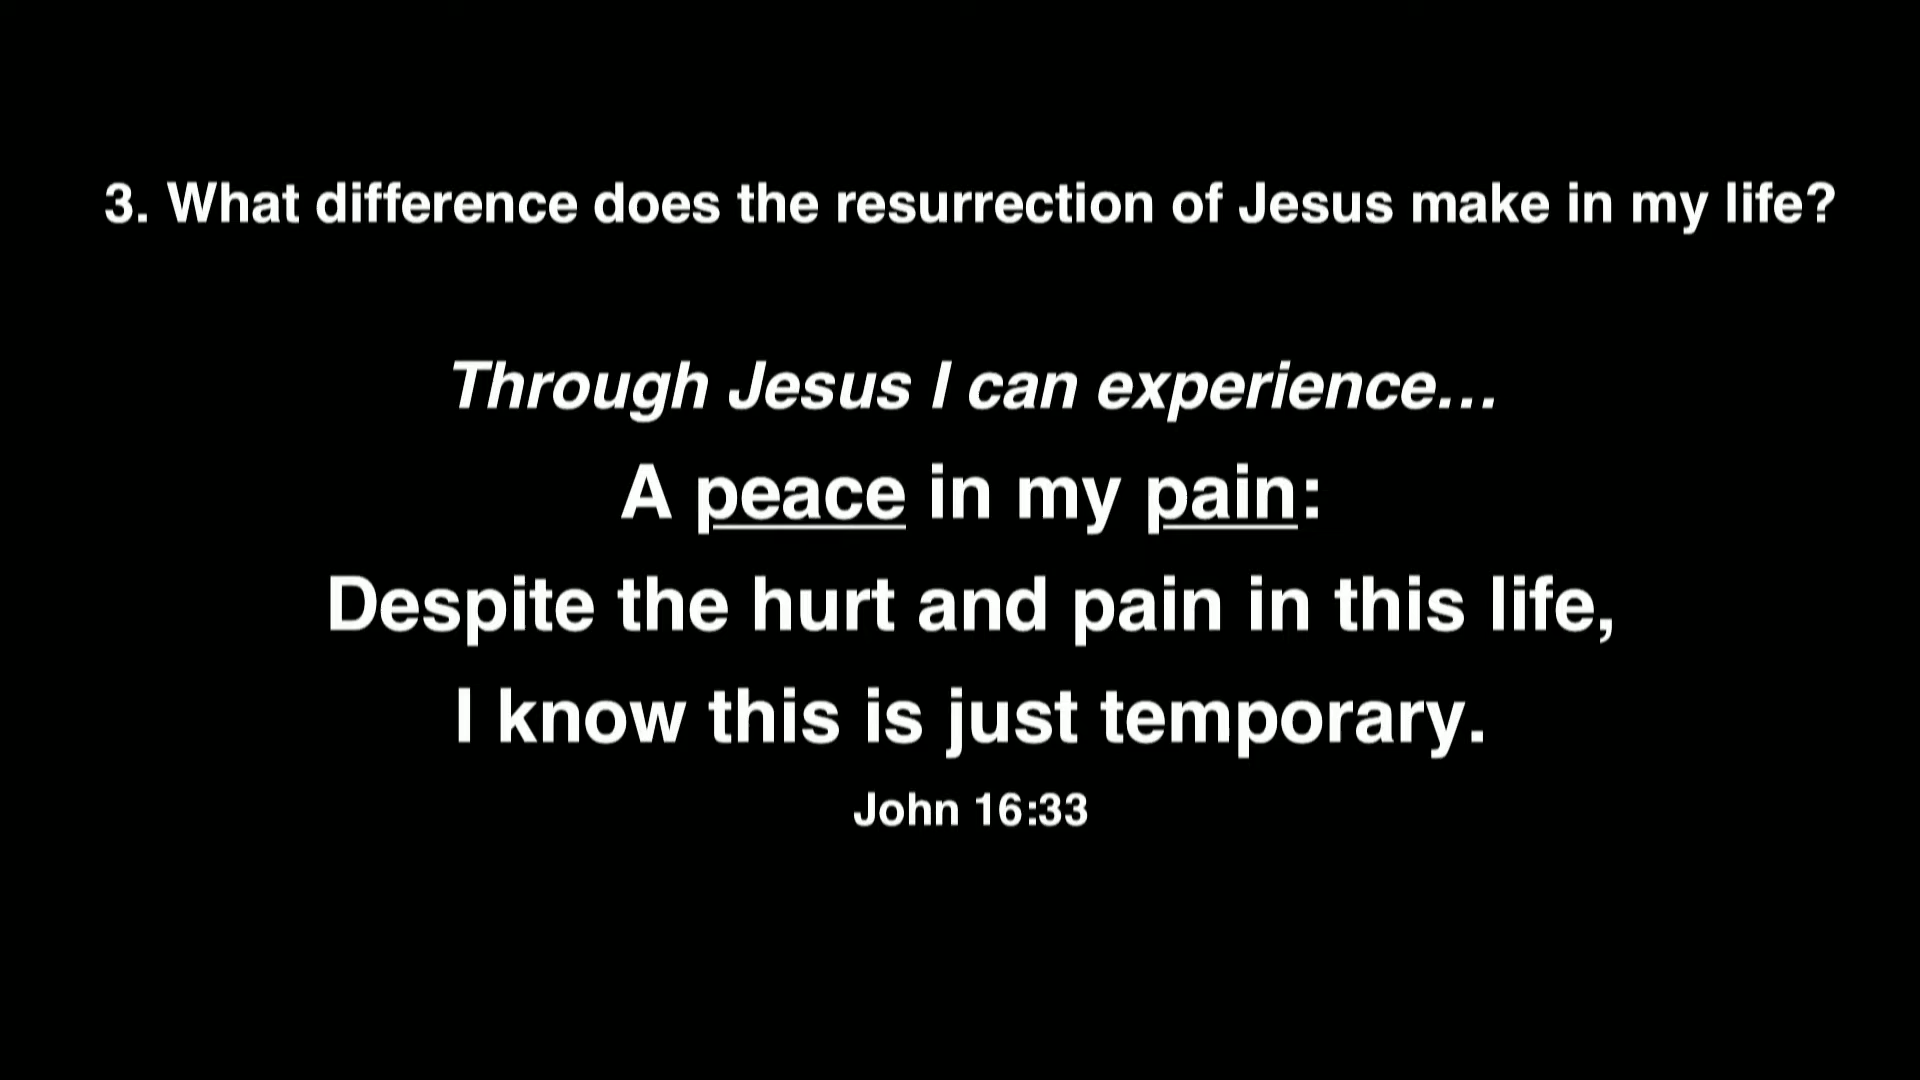 3. What difference does the resurrection of Jesus make in my life?
Through Jesus I can experience...
A peace in my pain:
Despite the hurt and pain in this life,
I know this is just temporary.
John 16:33